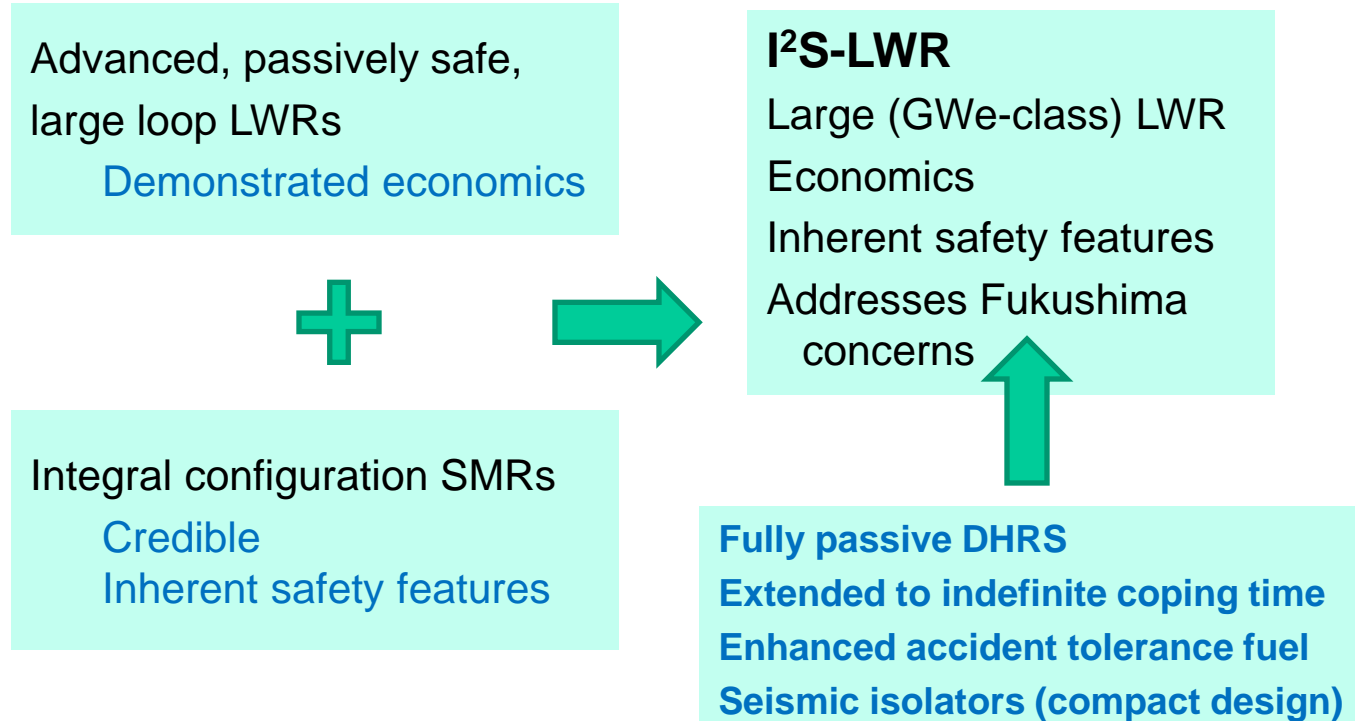 Advanced, passively safe,
large loop LWRs
Demonstrated economics
Integral configuration SMRs
Credible
Inherent safety features
I²S-LWR
Large (GWe-class) LWR
Economics
Inherent safety features
Addresses Fukushima
concerns
Fully passive DHRS
Extended to indefinite coping time
Enhanced accident tolerance fuel
Seismic isolators (compact design)